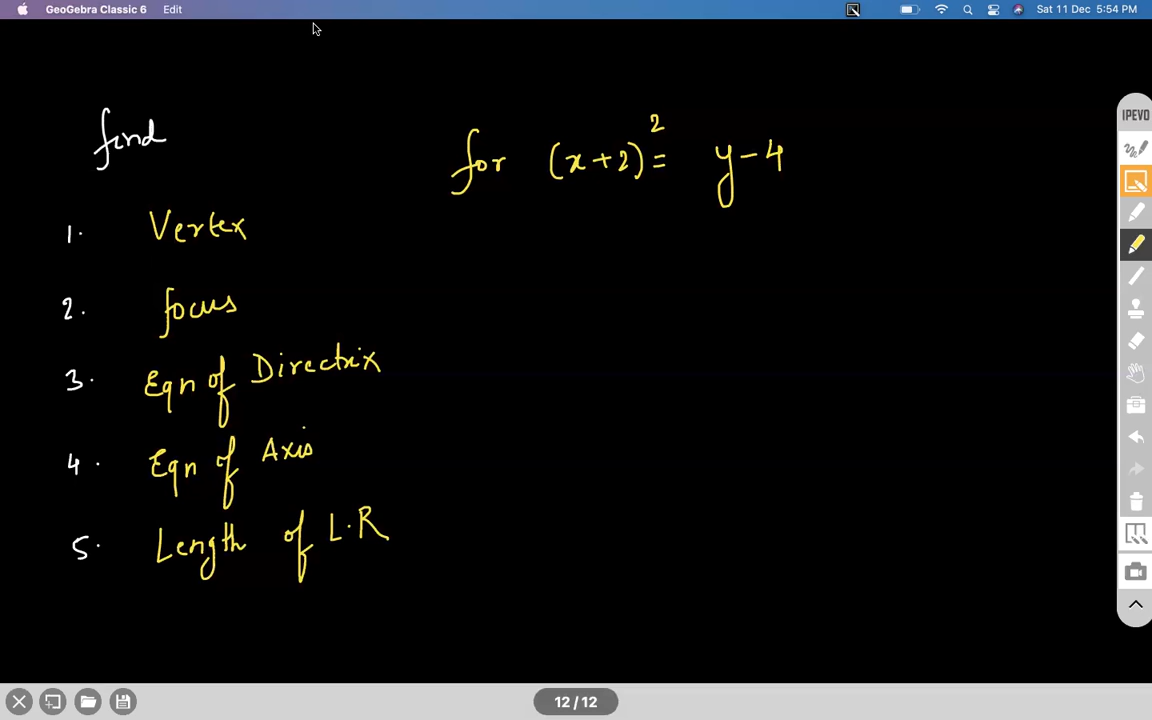 GeoGebra Classic 6 Edit Sat 11 Dec 5:54 PM
IPEVO
find for (x+2)² = y-4
1. Vertex
2. focus
3. Eqn of Directrix
4. Eqn of Axis
5. Length of L.R
12 / 12